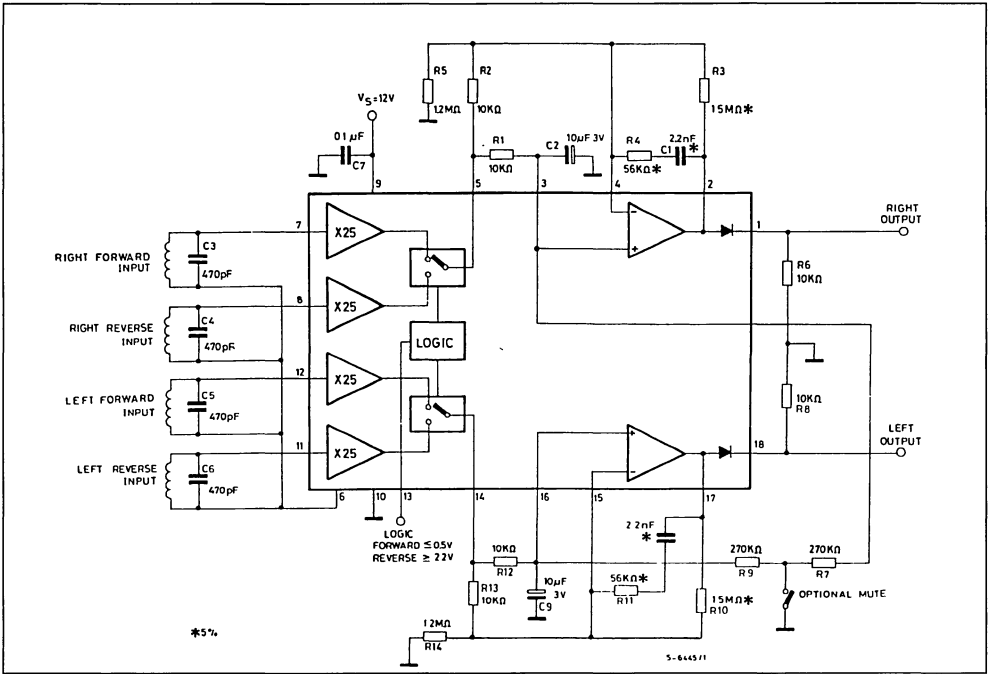 R5
1.2MΩ
R2
10KΩ
R3
1.5MΩ*
VS=12V
0.1µF
C7
R1
10KΩ
C2
10µF 3V
R4
56KΩ*
2.2nF
C1 *
9
5
3
4
2
RIGHT FORWARD
INPUT
C3
470pF
7
X25
1
RIGHT
OUTPUT
R6
10KΩ
RIGHT REVERSE
INPUT
C4
470pF
8
X25
LOGIC
LEFT FORWARD
INPUT
C5
470pF
12
X25
10KΩ
R8
LEFT REVERSE
INPUT
C6
470pF
11
X25
18
LEFT
OUTPUT
-
+
+
-
6
10
13
14
16
15
17
LOGIC
FORWARD ≤0.5V
REVERSE ≥ 2.2V
10KΩ
R12
2.2nF
*
270KΩ
R9
270KΩ
R7
R13
10KΩ
10µF
3V
C9
56KΩ*
R11
1.5MΩ*
R10
OPTIONAL MUTE
*5%
1.2MΩ
R14
S-6445/1